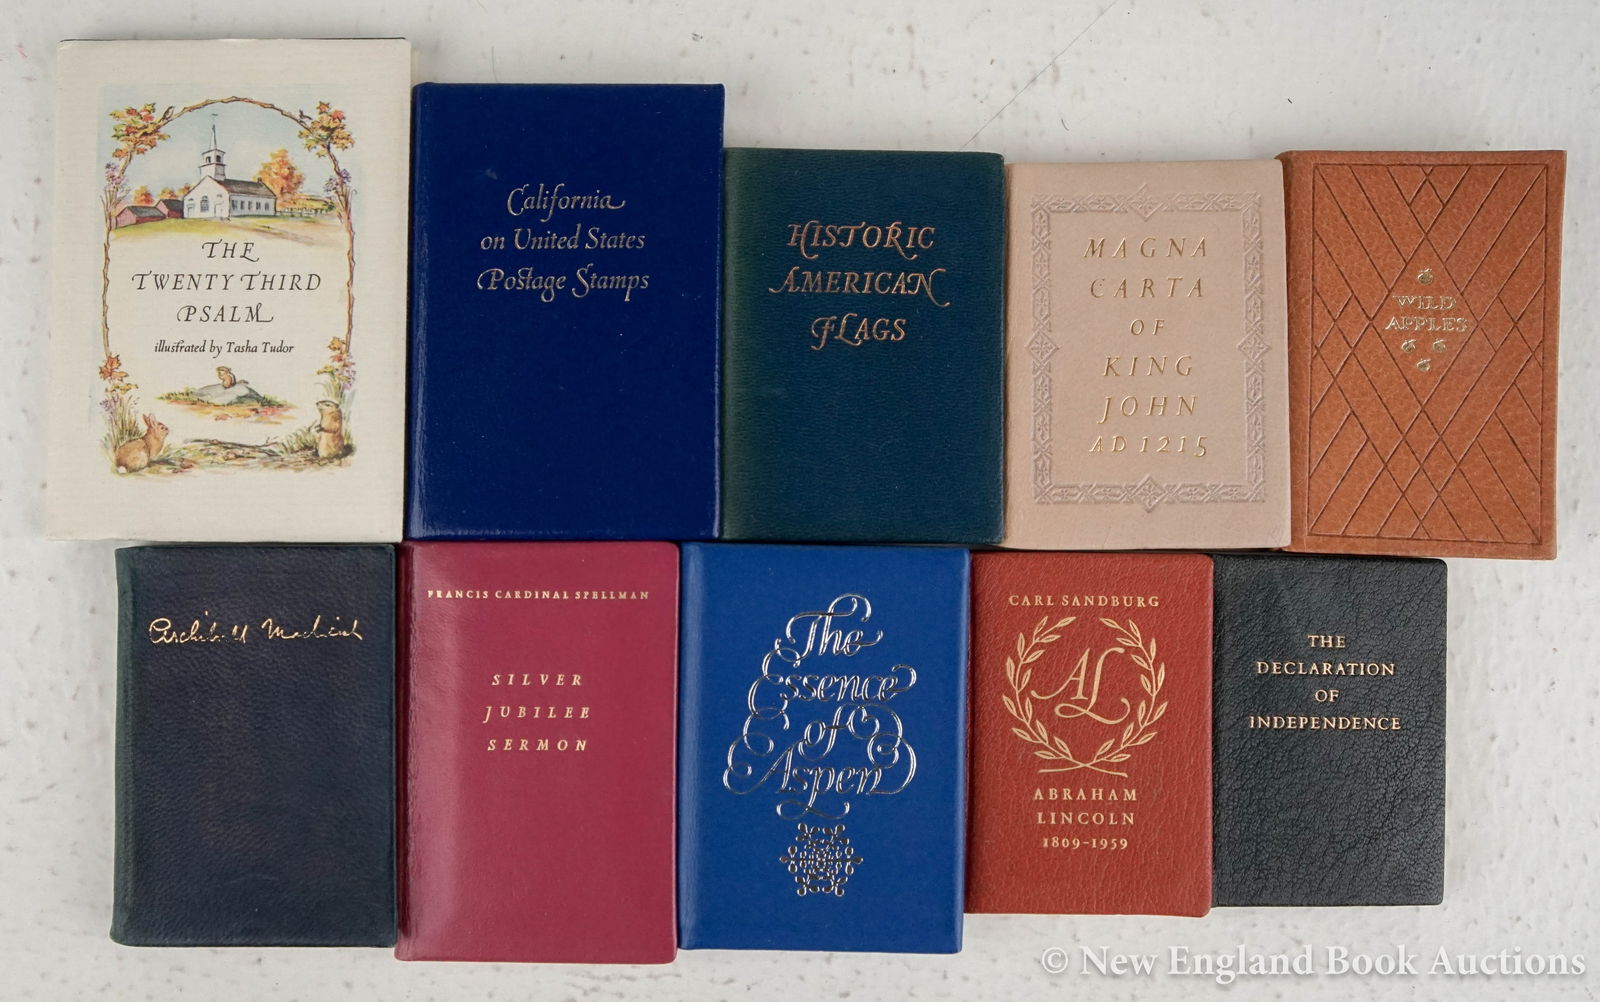 THE
TWENTY THIRD
PSALM
illustrated by Tasha Tudor
California
on United States
Postage Stamps
HISTORIC
AMERICAN
FLAGS
MAGNA
CARTA
OF
KING
JOHN
AD 1215
WILD
APPLES
Archibald MacLeish
FRANCIS CARDINAL SPELLMAN
SILVER
JUBILEE
SERMON
The
Essence
of
Aspen
CARL SANDBURG
AL
ABRAHAM
LINCOLN
1809-1959
THE
DECLARATION
OF
INDEPENDENCE
© New England Book Auctions